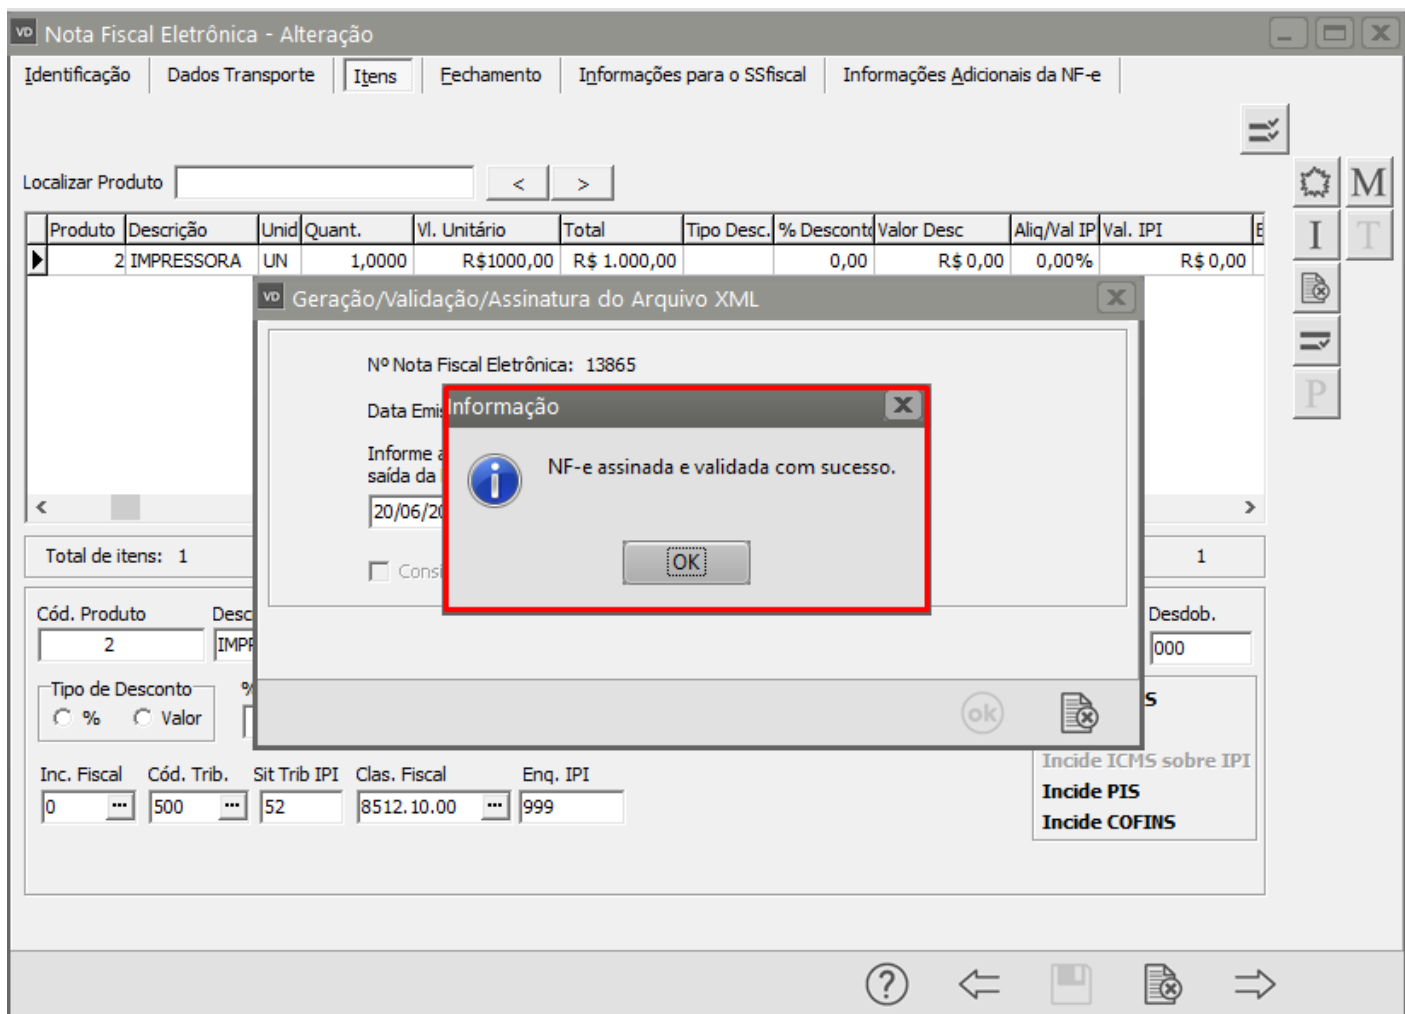 VD Nota Fiscal Eletrônica - Alteração
Identificação Dados Transporte Itens Fechamento Informações para o SSfiscal Informações Adicionais da NF-e
Localizar Produto < >
M
I T
P
Produto Descrição Unid Quant. Vl. Unitário Total Tipo Desc. % Descont Valor Desc Aliq/Val IP Val. IPI E
2 IMPRESSORA UN 1,0000 R$1000,00 R$ 1.000,00 0,00 R$ 0,00 0,00% R$ 0,00
VD Geração/Validação/Assinatura do Arquivo XML
Nº Nota Fiscal Eletrônica: 13865
Data Emis
Informe a
saída da
20/06/20
Consi
Informação
NF-e assinada e validada com sucesso.
OK
ok
Total de itens: 1 1
Cód. Produto Desc Desdob.
2 IMPR 000
Tipo de Desconto %
% Valor
S
Incide ICMS sobre IPI
Incide PIS
Incide COFINS
Inc. Fiscal Cód. Trib. Sit Trib IPI Clas. Fiscal Enq. IPI
0 ... 500 ... 52 8512.10.00 ... 999
?